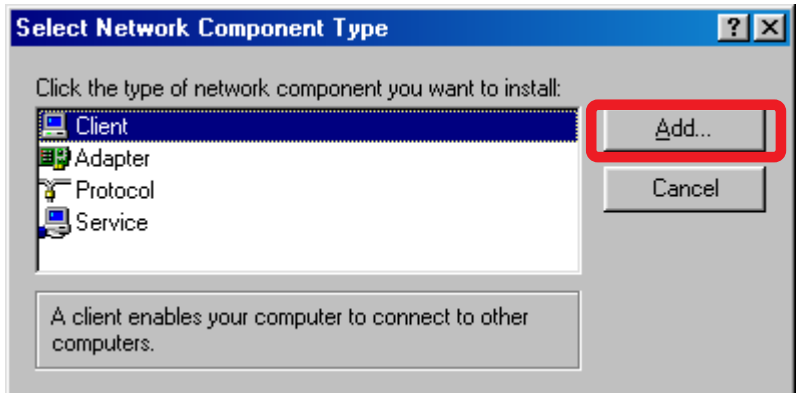 Select Network Component Type
Click the type of network component you want to install:
Client
Adapter
Protocol
Service
Add...
Cancel
A client enables your computer to connect to other
computers.